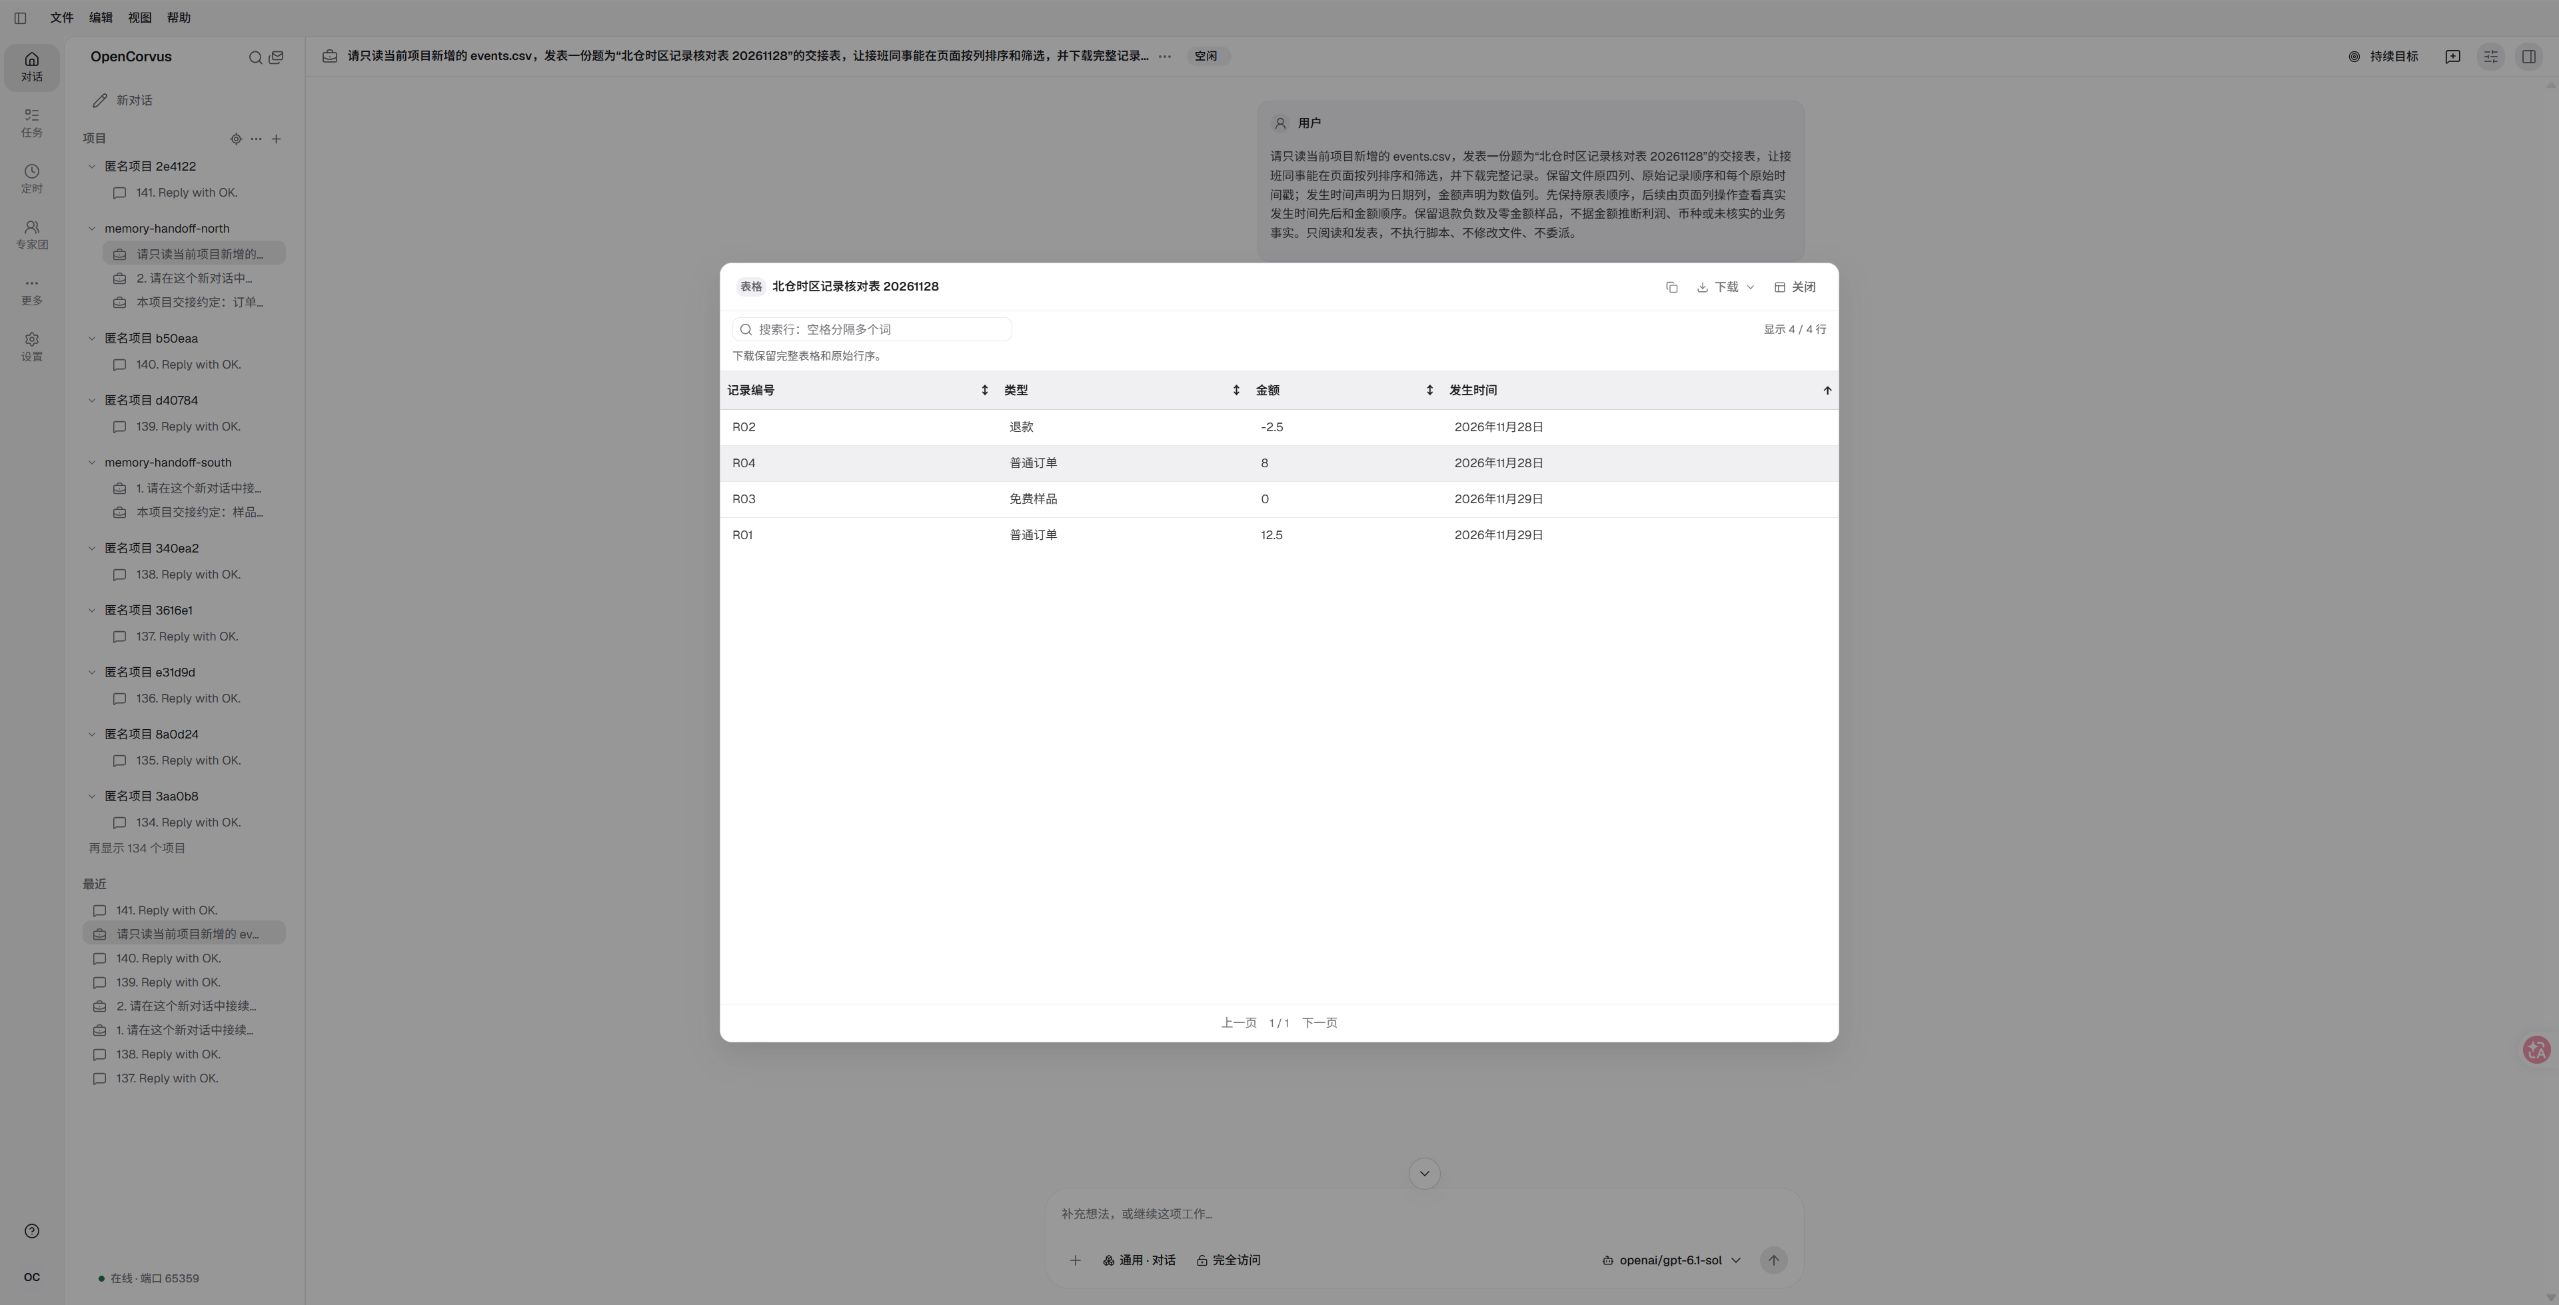 文件 编辑 视图 帮助
对话
任务
定时
专家团
更多
设置
OC
OpenCorvus
新对话
项目
匿名项目 2e4122
141. Reply with OK.
memory-handoff-north
请只读当前项目新增的...
2. 请在这个新对话中...
本项目交接约定：订单...
匿名项目 b50eaa
140. Reply with OK.
匿名项目 d40784
139. Reply with OK.
memory-handoff-south
1. 请在这个新对话中接...
本项目交接约定：样品...
匿名项目 340ea2
138. Reply with OK.
匿名项目 3616e1
137. Reply with OK.
匿名项目 e31d9d
136. Reply with OK.
匿名项目 8a0d24
135. Reply with OK.
匿名项目 3aa0b8
134. Reply with OK.
再显示 134 个项目
最近
141. Reply with OK.
请只读当前项目新增的 ev...
140. Reply with OK.
139. Reply with OK.
2. 请在这个新对话中接续...
1. 请在这个新对话中接续...
138. Reply with OK.
137. Reply with OK.
在线 · 端口 65359
请只读当前项目新增的 events.csv，发表一份题为“北仓时区记录核对表 20261128”的交接表，让接班同事能在页面按列排序和筛选，并下载完整记录... 空闲
持续目标
用户
请只读当前项目新增的 events.csv，发表一份题为“北仓时区记录核对表 20261128”的交接表，让接
班同事能在页面按列排序和筛选，并下载完整记录。保留文件原四列、原始记录顺序和每个原始时
间戳；发生时间声明为日期列，金额声明为数值列。先保持原表顺序，后续由页面列操作查看真实
发生时间先后和金额顺序。保留退款负数及零金额样品，不据金额推断利润、币种或未核实的业务
事实。只阅读和发表，不执行脚本、不修改文件、不委派。
表格 北仓时区记录核对表 20261128 下载 关闭
搜索行：空格分隔多个词 显示 4 / 4 行
下载保留完整表格和原始行序。
记录编号 类型 金额 发生时间
R02 退款 -2.5 2026年11月28日
R04 普通订单 8 2026年11月28日
R03 免费样品 0 2026年11月29日
R01 普通订单 12.5 2026年11月29日
上一页 1 / 1 下一页
补充想法，或继续这项工作...
通用 · 对话 完全访问 openai/gpt-6.1-sol